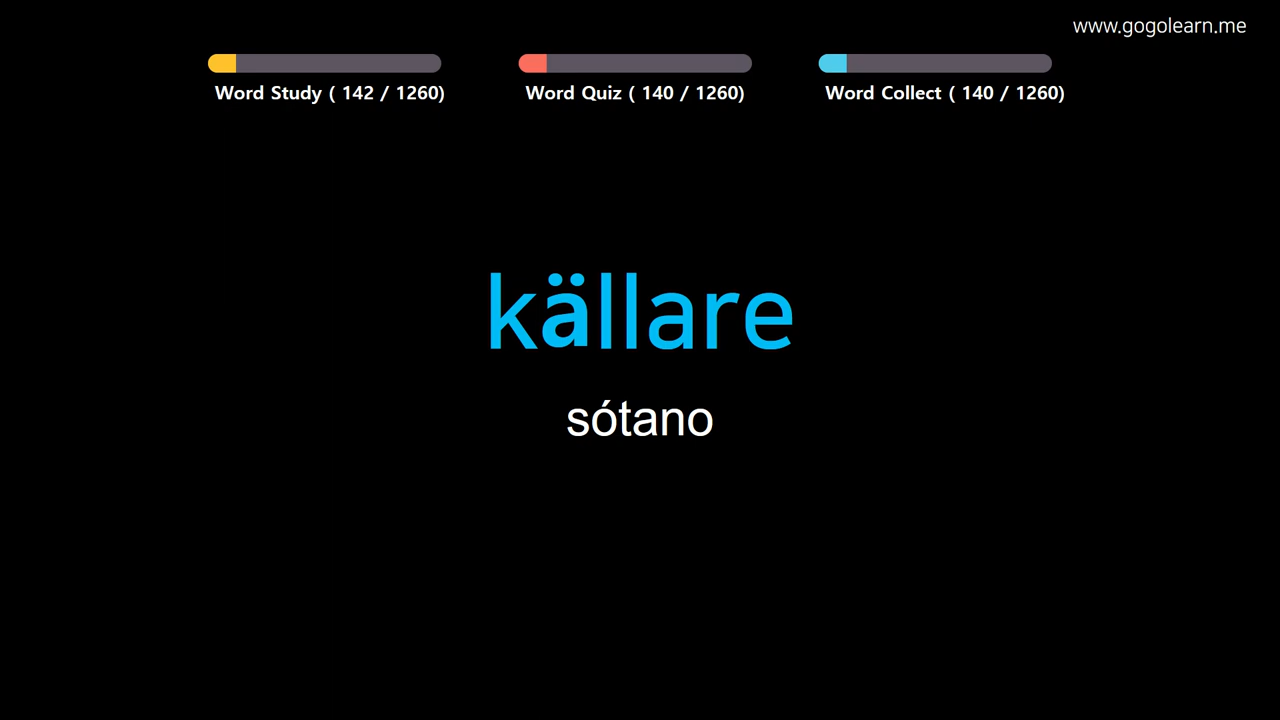 www.gogolearn.me
Word Study ( 142 / 1260)
Word Quiz ( 140 / 1260)
Word Collect ( 140 / 1260)
källare
sótano